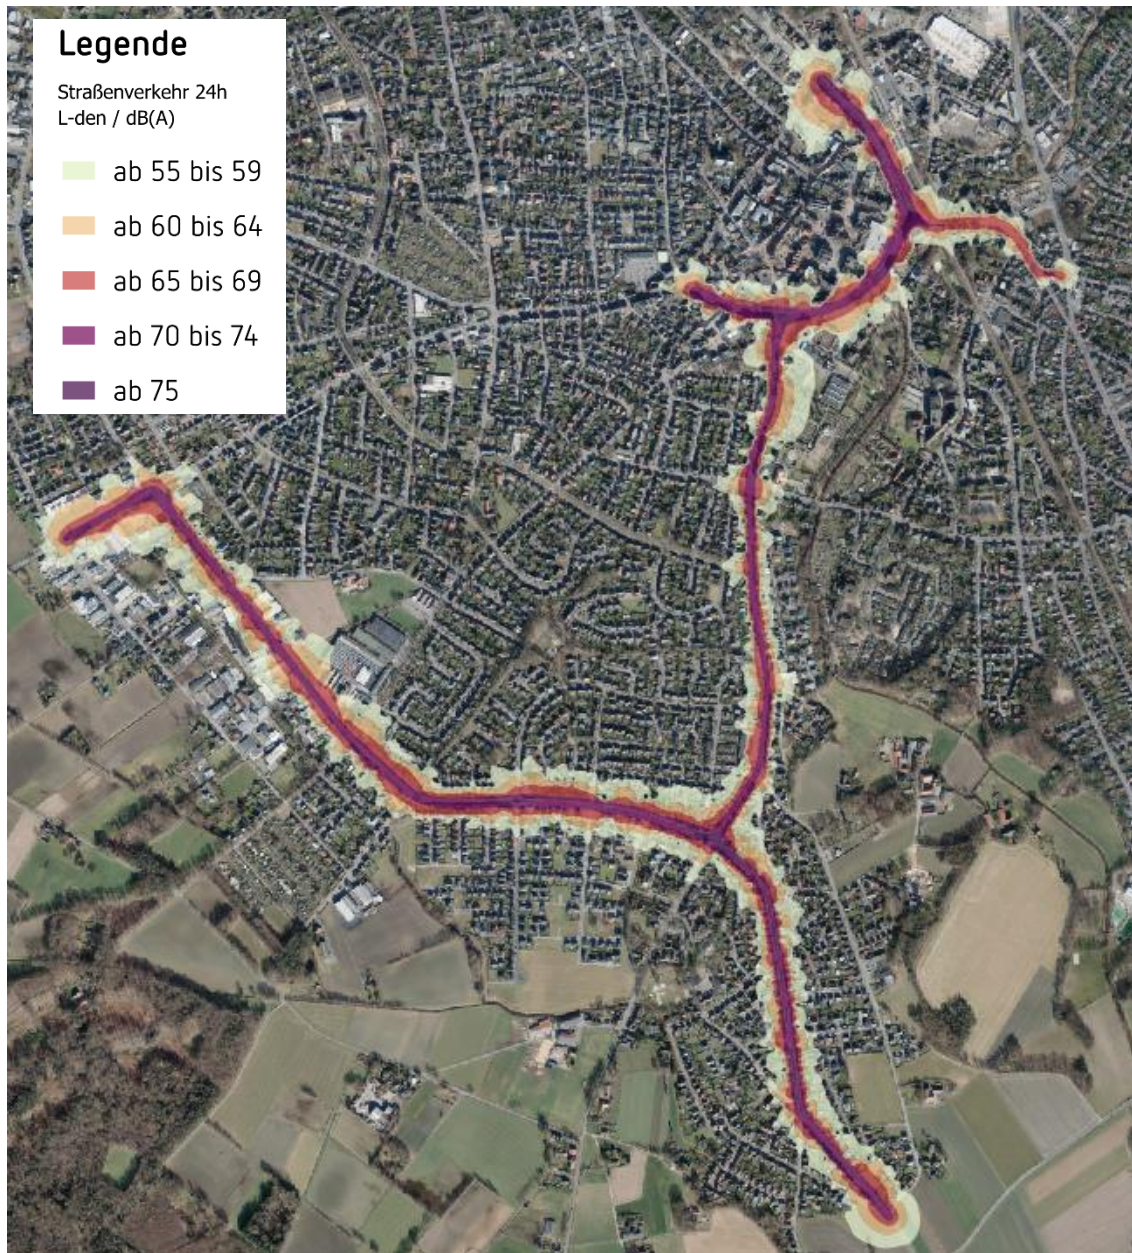 Legende
Straßenverkehr 24h
L-den / dB(A)
ab 55 bis 59
ab 60 bis 64
ab 65 bis 69
ab 70 bis 74
ab 75